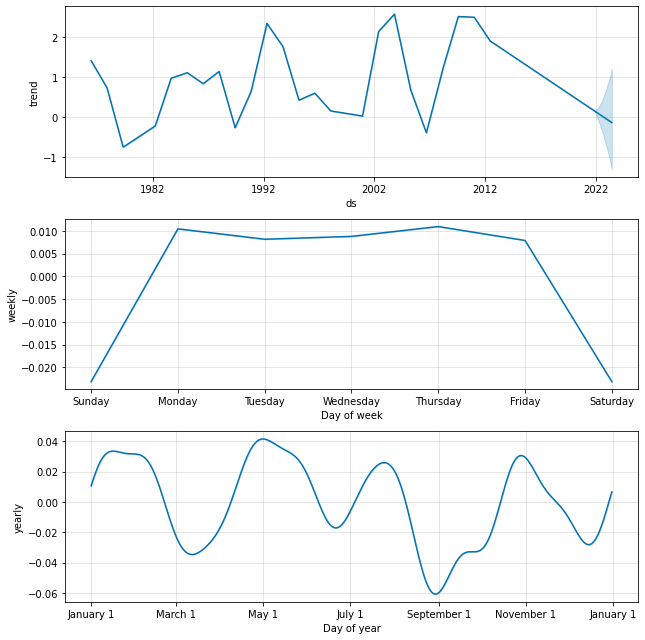 2
1
0
−1
trend
1982 1992 2002 2012 2022
ds
0.010
0.005
0.000
−0.005
−0.010
−0.015
−0.020
weekly
Sunday Monday Tuesday Wednesday Thursday Friday Saturday
Day of week
0.04
0.02
0.00
−0.02
−0.04
−0.06
yearly
January 1 March 1 May 1 July 1 September 1 November 1 January 1
Day of year